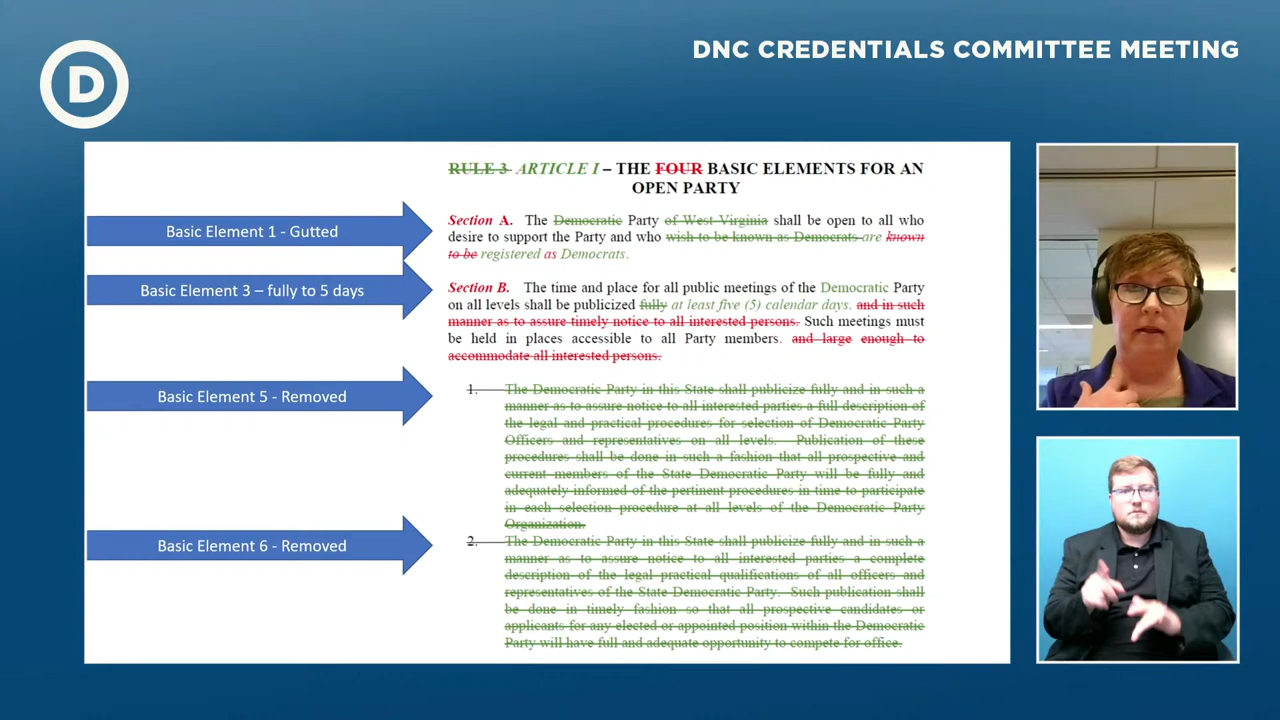 DNC CREDENTIALS COMMITTEE MEETING
D
RULE 3 ARTICLE I – THE FOUR BASIC ELEMENTS FOR AN
OPEN PARTY
Basic Element 1 - Gutted
Section A. The Democratic Party of West Virginia shall be open to all who
desire to support the Party and who wish to be known as Democrats are known
to be registered as Democrats.
Basic Element 3 – fully to 5 days
Section B. The time and place for all public meetings of the Democratic Party
on all levels shall be publicized fully at least five (5) calendar days. and in such
manner as to assure timely notice to all interested persons. Such meetings must
be held in places accessible to all Party members. and large enough to
accommodate all interested persons.
Basic Element 5 - Removed
1. The Democratic Party in this State shall publicize fully and in such a
manner as to assure notice to all interested parties a full description of
the legal and practical procedures for selection of Democratic Party
Officers and representatives on all levels. Publication of these
procedures shall be done in such a fashion that all prospective and
current members of the State Democratic Party will be fully and
adequately informed of the pertinent procedures in time to participate
in each selection procedure at all levels of the Democratic Party
Organization.
Basic Element 6 - Removed
2. The Democratic Party in this State shall publicize fully and in such a
manner as to assure notice to all interested parties a complete
description of the legal practical qualifications of all officers and
representatives of the State Democratic Party. Such publication shall
be done in timely fashion so that all prospective candidates or
applicants for any elected or appointed position within the Democratic
Party will have full and adequate opportunity to compete for office.